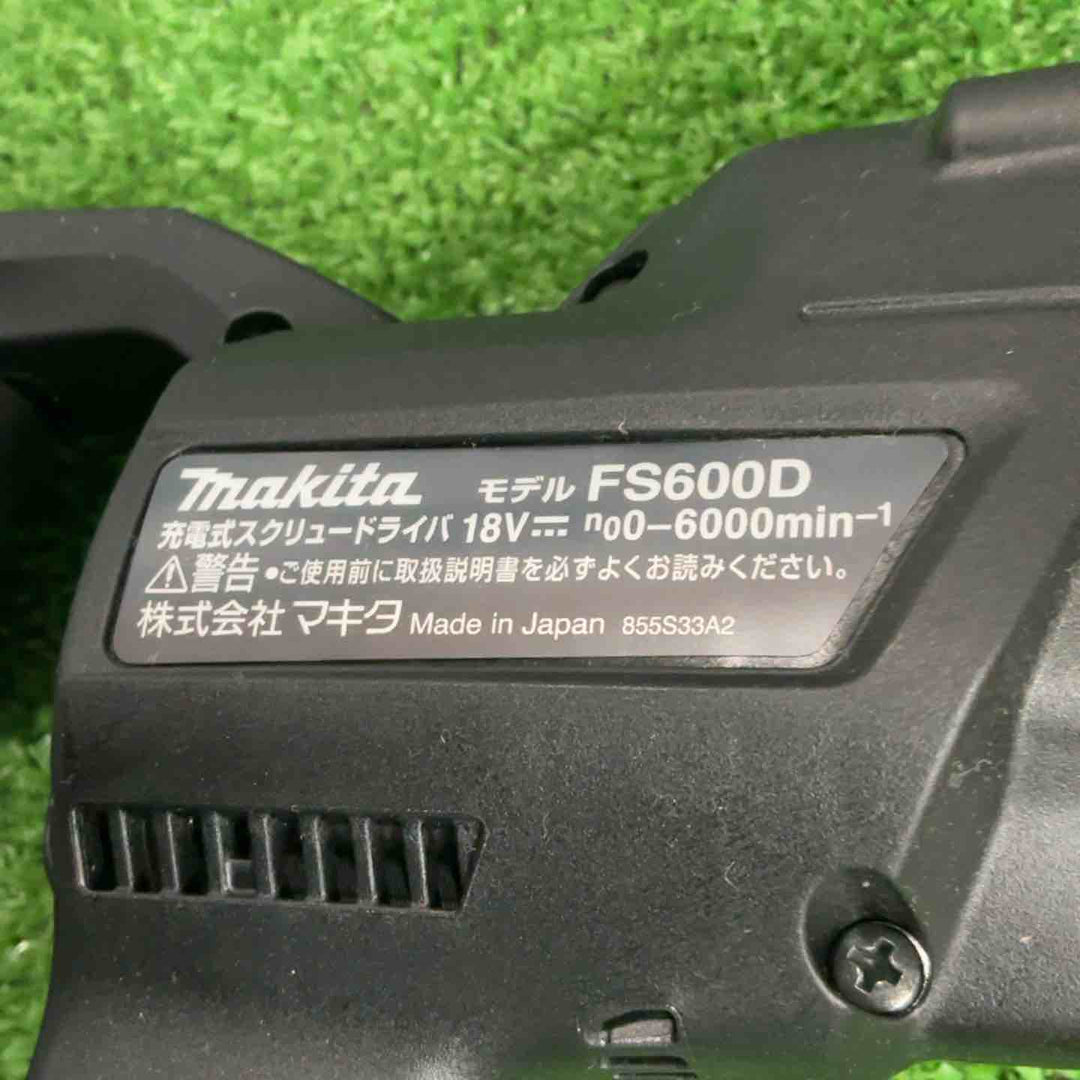 makita モデル FS600D
充電式スクリュードライバ 18V⎓ n₀0−6000min⁻¹
⚠警告 •ご使用前に取扱説明書を必ずよくお読みください。
株式会社 マキタ Made in Japan 855S33A2